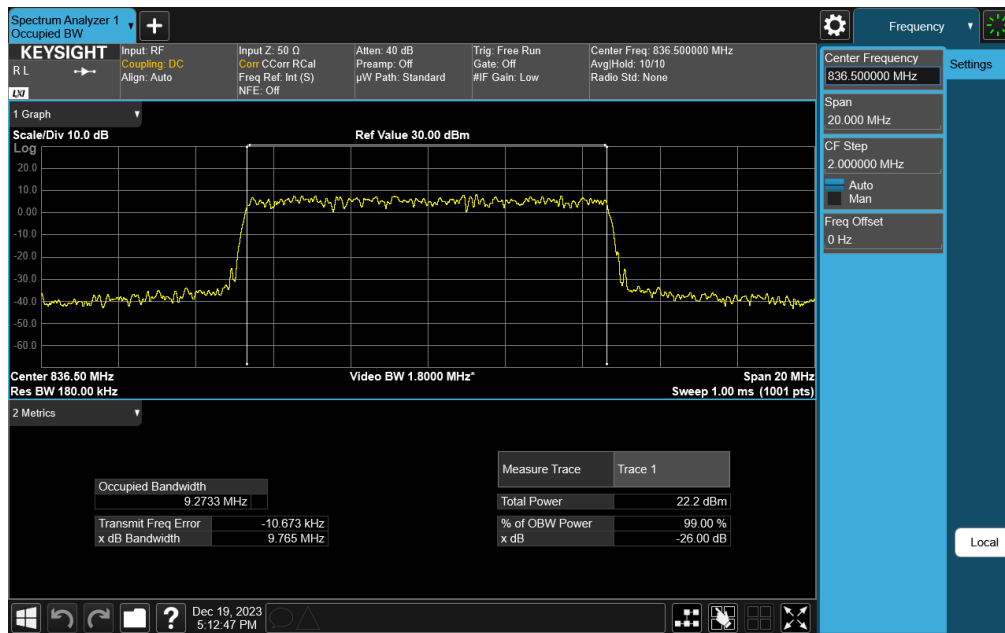 Spectrum Analyzer 1
Occupied BW
Frequency
KEYSIGHT
R L
LXI
Input: RF
Coupling: DC
Align: Auto
Input Z: 50 Ω
Corr CCorr RCal
Freq Ref: Int (S)
NFE: Off
Atten: 40 dB
Preamp: Off
µW Path: Standard
Trig: Free Run
Gate: Off
#IF Gain: Low
Center Freq: 836.500000 MHz
Avg|Hold: 10/10
Radio Std: None
Center Frequency
836.500000 MHz
Settings
Span
20.000 MHz
CF Step
2.000000 MHz
Auto
Man
Freq Offset
0 Hz
Local
1 Graph
Scale/Div 10.0 dB
Ref Value 30.00 dBm
Log
20.0
10.0
0.00
-10.0
-20.0
-30.0
-40.0
-50.0
-60.0
Center 836.50 MHz
Video BW 1.8000 MHz*
Span 20 MHz
Res BW 180.00 kHz
Sweep 1.00 ms (1001 pts)
2 Metrics
Occupied Bandwidth
9.2733 MHz
Transmit Freq Error -10.673 kHz
x dB Bandwidth 9.765 MHz
Measure Trace Trace 1
Total Power 22.2 dBm
% of OBW Power 99.00 %
x dB -26.00 dB
?
Dec 19, 2023
5:12:47 PM